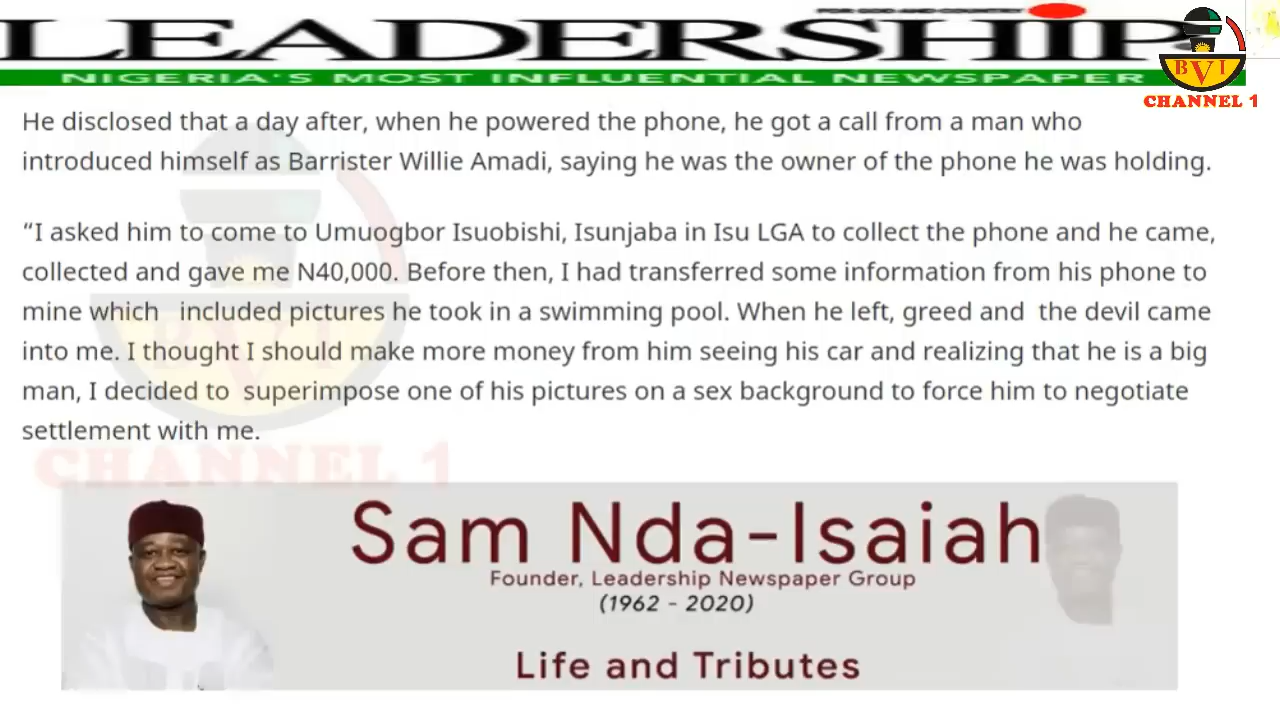 FOR GOD AND COUNTRY
LEADERSHIP
NIGERIA'S MOST INFLUENTIAL NEWSPAPER
BVI
CHANNEL 1
He disclosed that a day after, when he powered the phone, he got a call from a man who
introduced himself as Barrister Willie Amadi, saying he was the owner of the phone he was holding.
“I asked him to come to Umuogbor Isuobishi, Isunjaba in Isu LGA to collect the phone and he came,
collected and gave me N40,000. Before then, I had transferred some information from his phone to
mine which included pictures he took in a swimming pool. When he left, greed and the devil came
into me. I thought I should make more money from him seeing his car and realizing that he is a big
man, I decided to superimpose one of his pictures on a sex background to force him to negotiate
settlement with me.
BVI
CHANNEL 1
Sam Nda-Isaiah
Founder, Leadership Newspaper Group
(1962 - 2020)
Life and Tributes